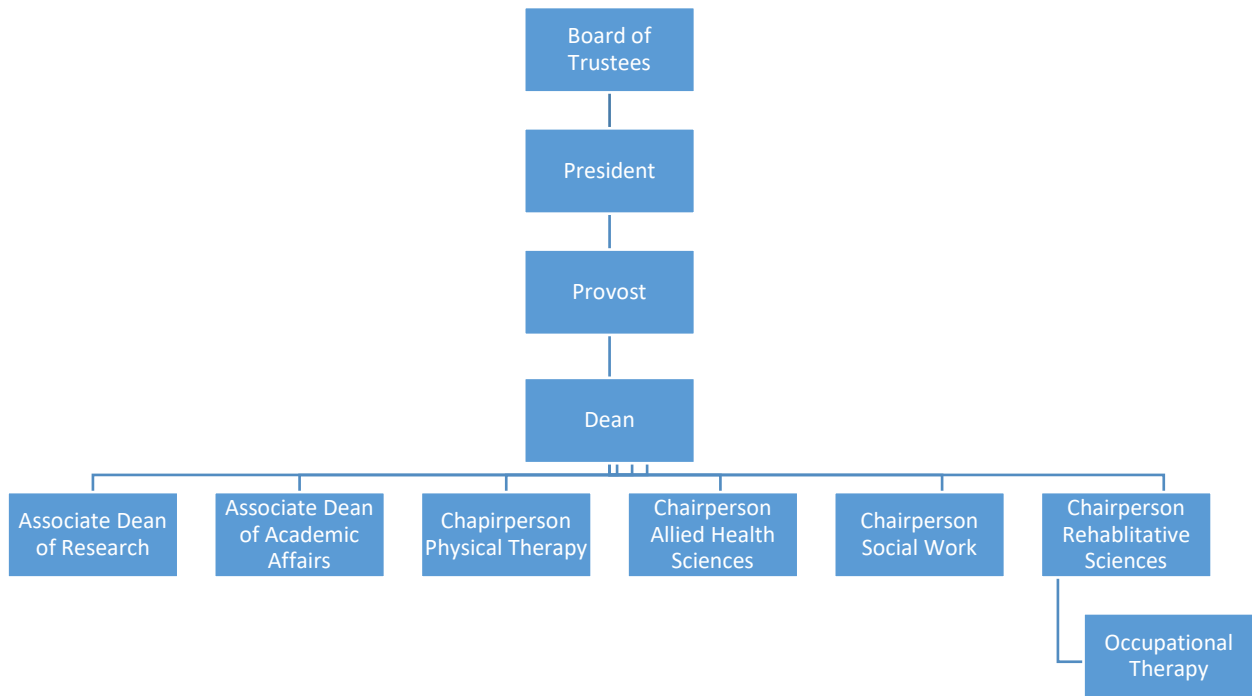 Board of
Trustees
President
Provost
Dean
Associate Dean
of Research
Associate Dean
of Academic
Affairs
Chapirperson
Physical Therapy
Chairperson
Allied Health
Sciences
Chairperson
Social Work
Chairperson
Rehablitative
Sciences
Occupational
Therapy